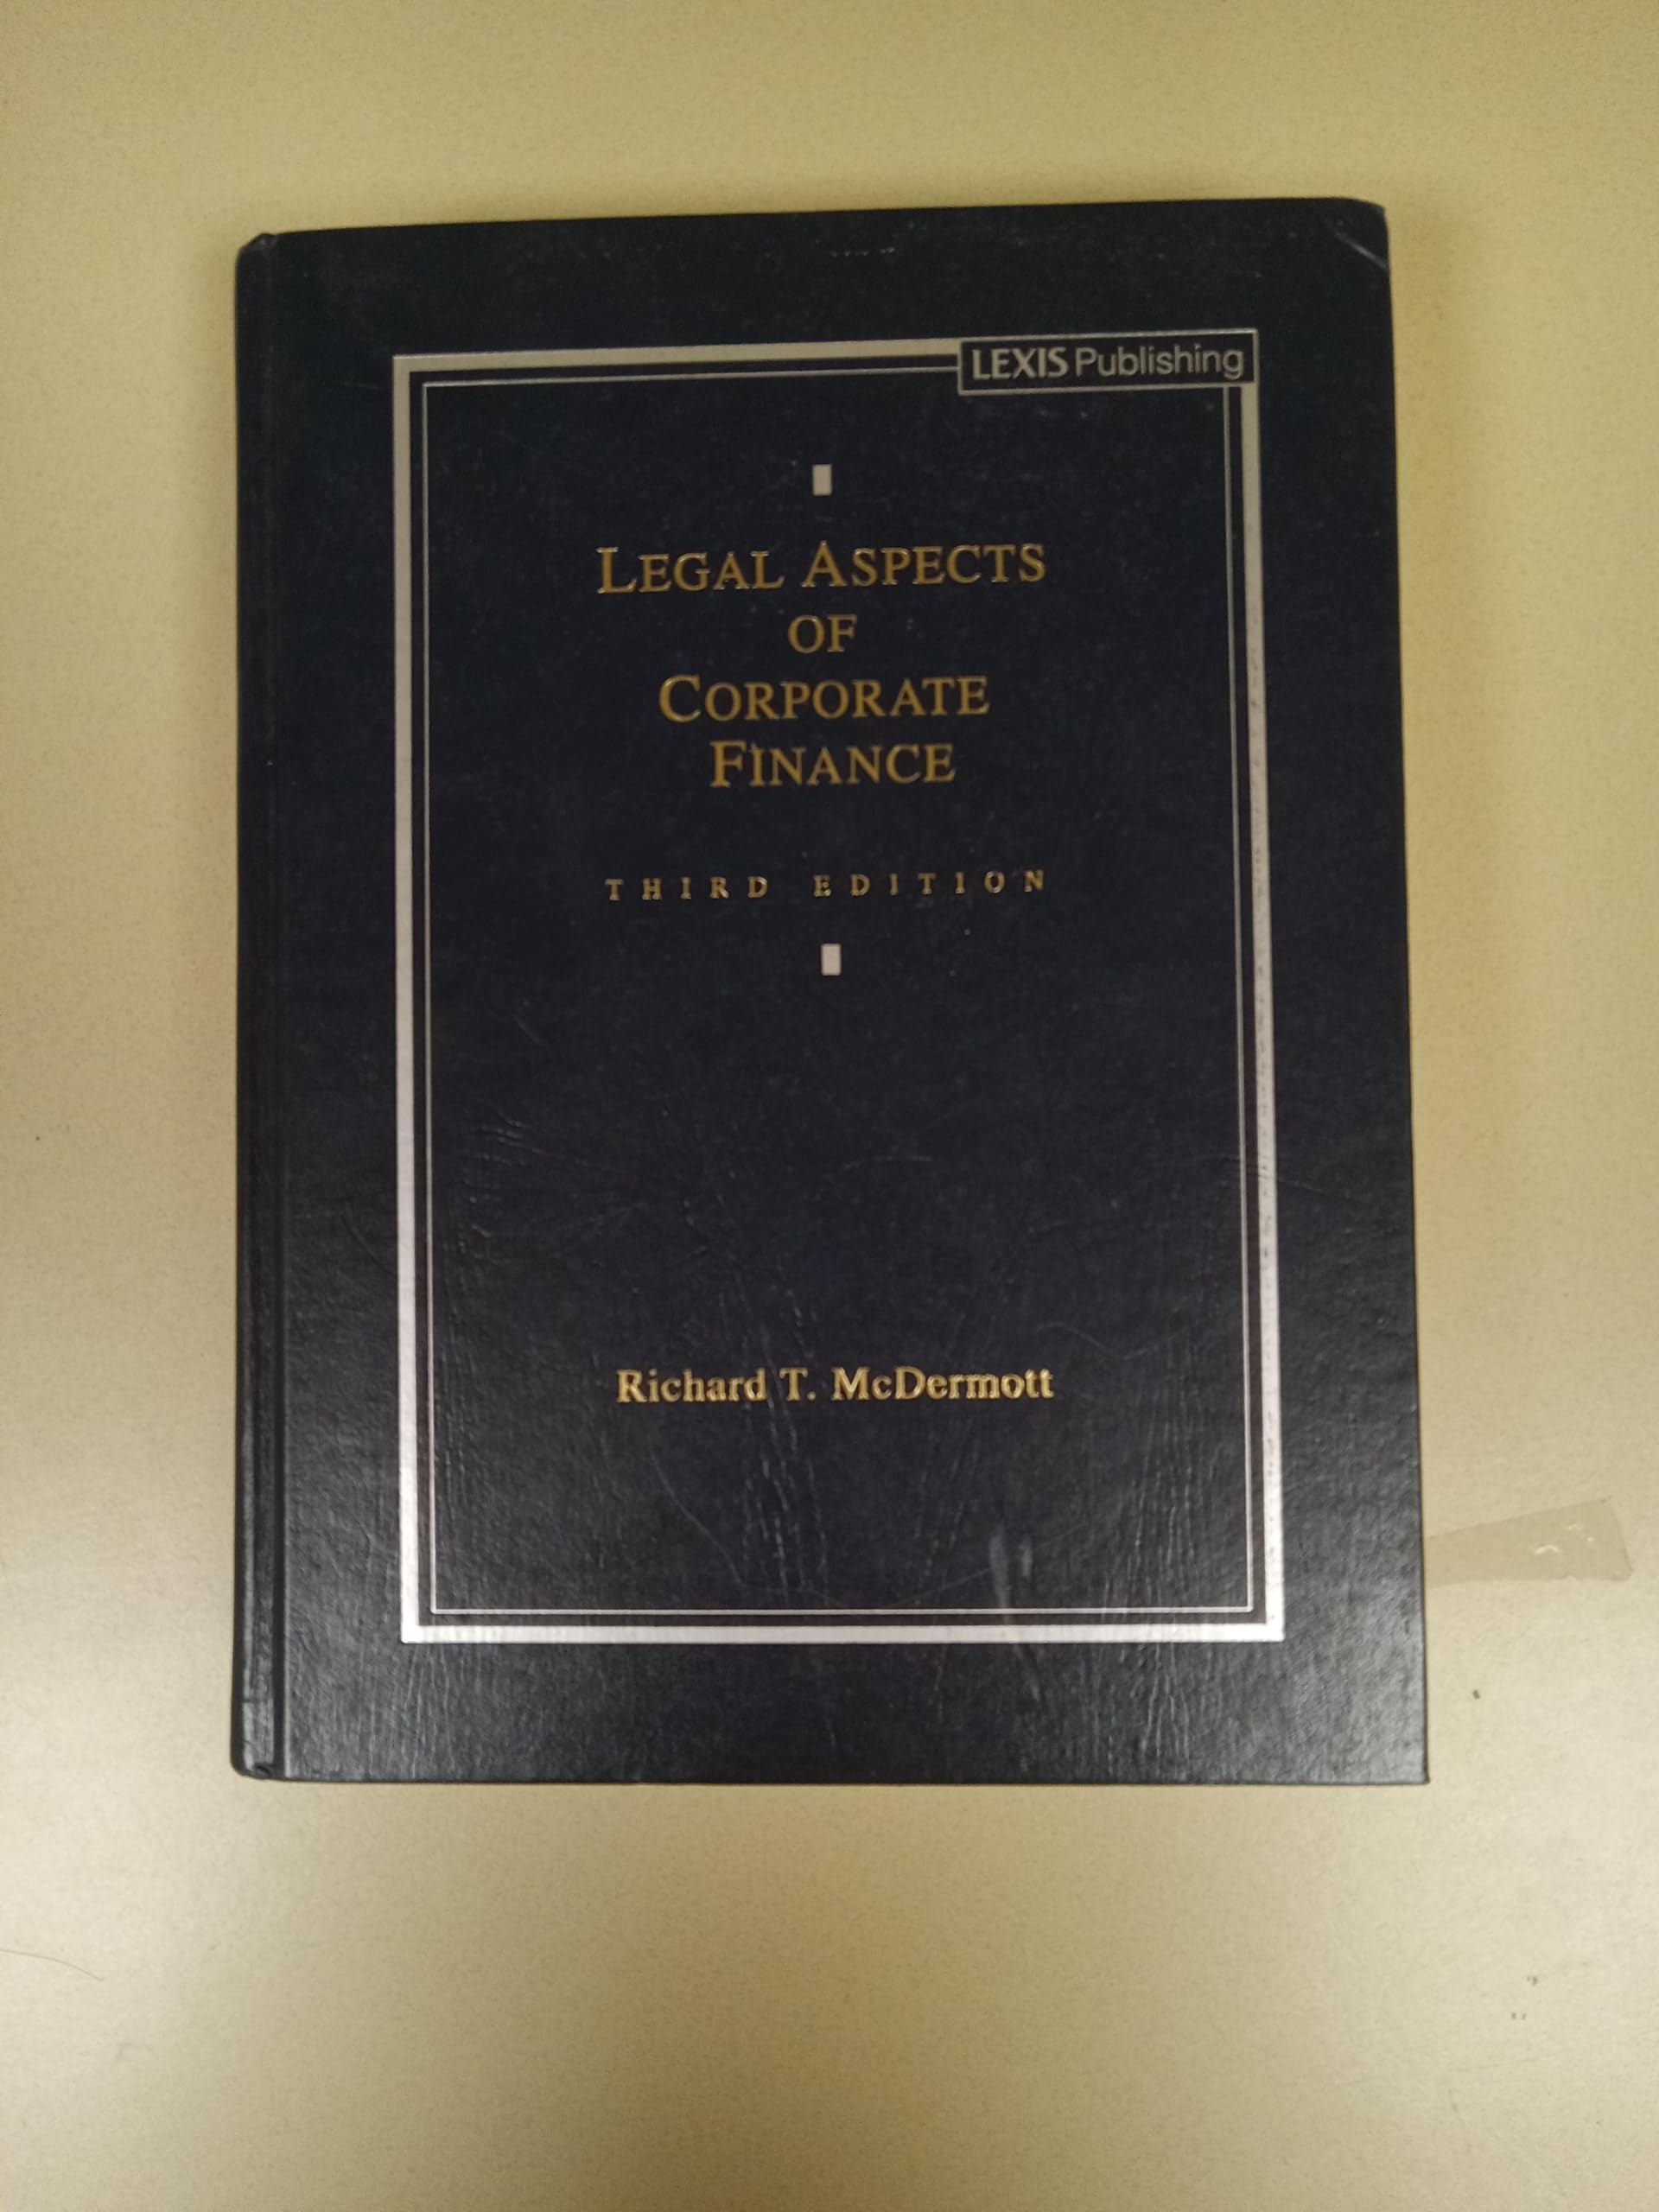 LEXIS Publishing
LEGAL ASPECTS
OF
CORPORATE
FINANCE
THIRD EDITION
Richard T. McDermott